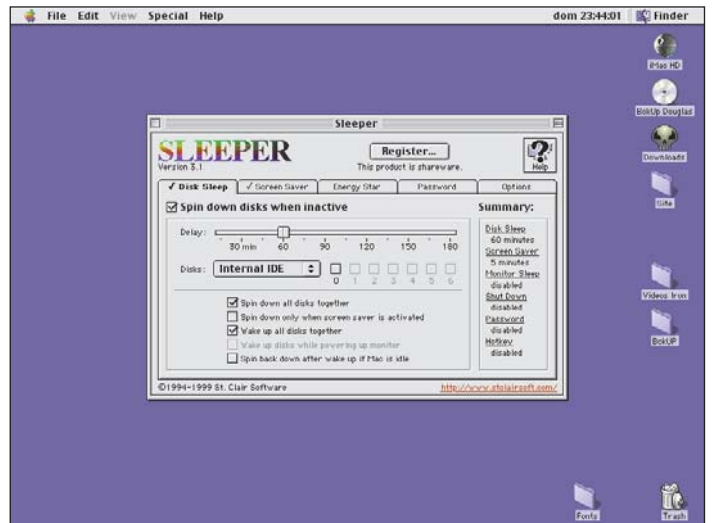 File Edit View Special Help dom 23:44:01 Finder
iMac HD
BokUp Douglas
Downloads
Site
Videos Iron
BokUP
Fonts
Trash
Sleeper
SLEEPER
Version 3.1
Register...
This product is shareware.
Help
✓ Disk Sleep ✓ Screen Saver Energy Star Password Options
Spin down disks when inactive
Delay:
30 min 60 90 120 150 180
Disks: Internal IDE
0 1 2 3 4 5 6
Spin down all disks together
Spin down only when screen saver is activated
Wake up all disks together
Wake up disks while powering up monitor
Spin back down after wake up if Mac is idle
Summary:
Disk Sleep
60 minutes
Screen Saver
5 minutes
Monitor Sleep
disabled
Shut Down
disabled
Password
disabled
Hotkey
disabled
©1994-1999 St. Clair Software
http://www.stclairsoft.com/